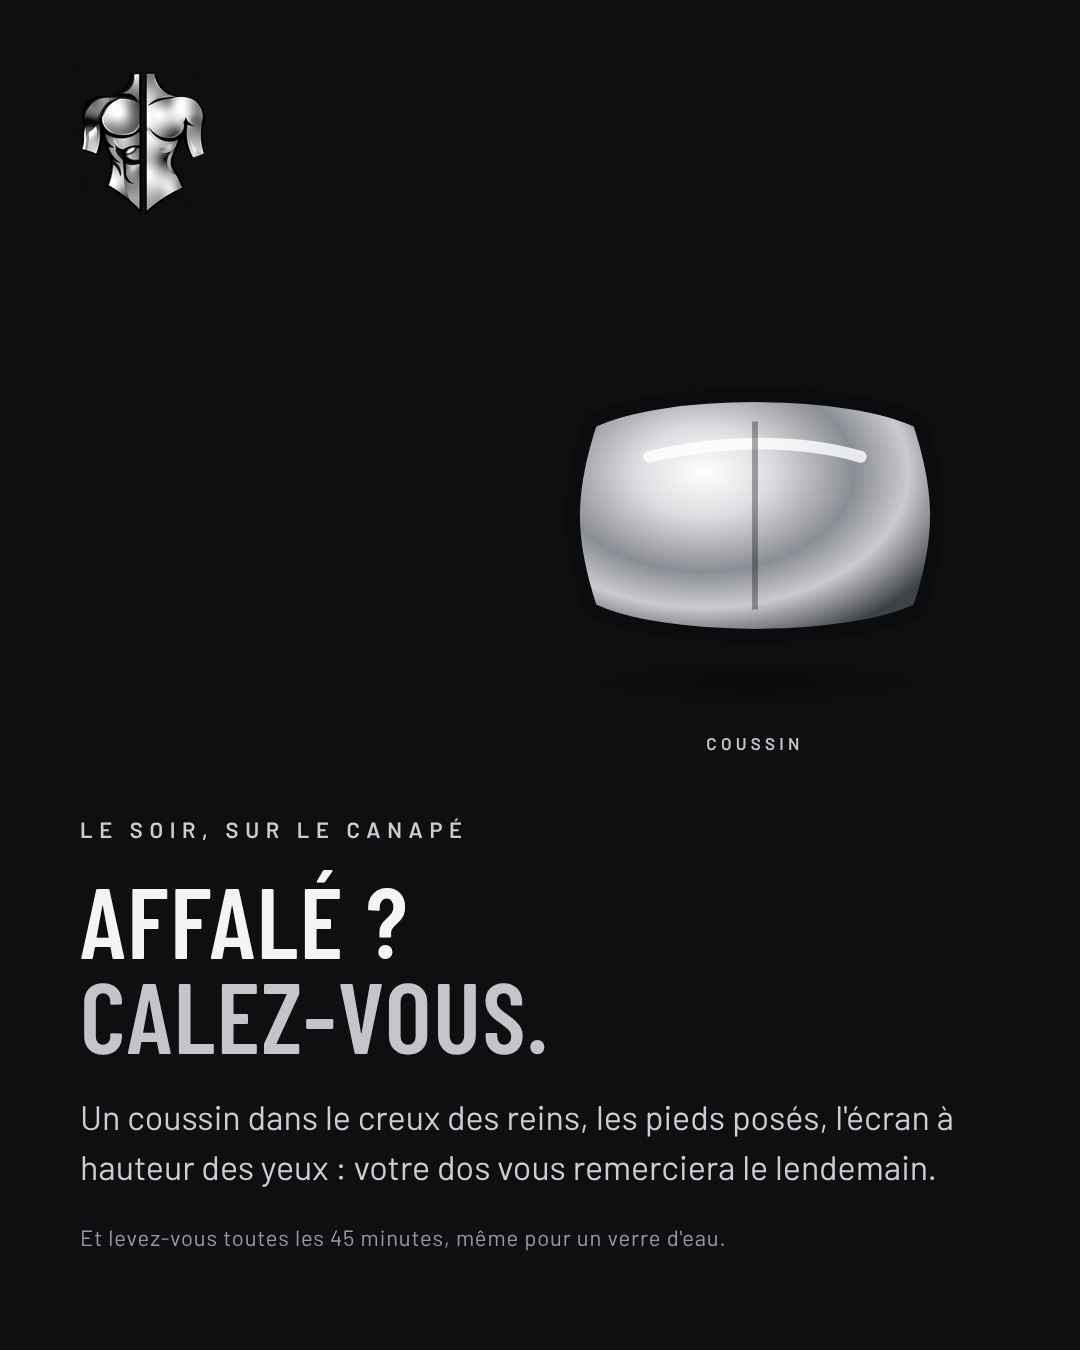 COUSSIN
LE SOIR, SUR LE CANAPÉ
AFFALÉ ?
CALEZ-VOUS.
Un coussin dans le creux des reins, les pieds posés, l'écran à
hauteur des yeux : votre dos vous remerciera le lendemain.
Et levez-vous toutes les 45 minutes, même pour un verre d'eau.